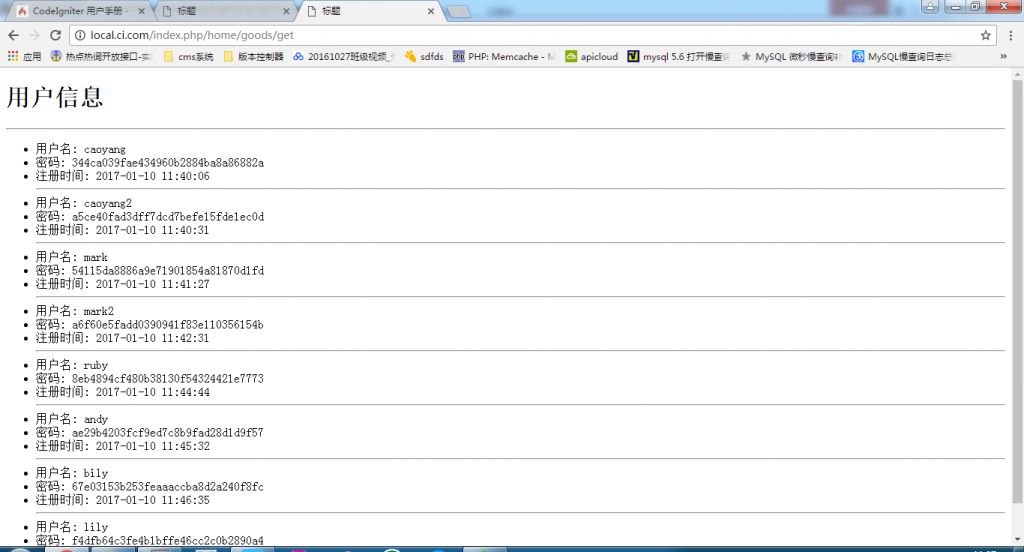 CodeIgniter 用户手册 -
标题
标题
local.ci.com/index.php/home/goods/get
应用
热点热词开放接口-实
cms系统
版本控制器
20161027班级视频_
sdfds
PHP: Memcache - M
apicloud
mysql 5.6 打开慢查询
MySQL 微秒慢查询补
MySQL慢查询日志总
»
用户信息
用户名: caoyang
密码: 344ca039fae434960b2884ba8a86882a
注册时间: 2017-01-10 11:40:06
用户名: caoyang2
密码: a5ce40fad3dff7dcd7befe15fde1ec0d
注册时间: 2017-01-10 11:40:31
用户名: mark
密码: 54115da8886a9e71901854a81870d1fd
注册时间: 2017-01-10 11:41:27
用户名: mark2
密码: a6f60e5fadd0390941f83e110356154b
注册时间: 2017-01-10 11:42:31
用户名: ruby
密码: 8eb4894cf480b38130f54324421e7773
注册时间: 2017-01-10 11:44:44
用户名: andy
密码: ae29b4203fcf9ed7c8b9fad28d1d9f57
注册时间: 2017-01-10 11:45:32
用户名: bily
密码: 67e03153b253feaaaccba8d2a240f8fc
注册时间: 2017-01-10 11:46:35
用户名: lily
密码: f4dfb64c3fe4b1bffe46cc2c0b2890a4